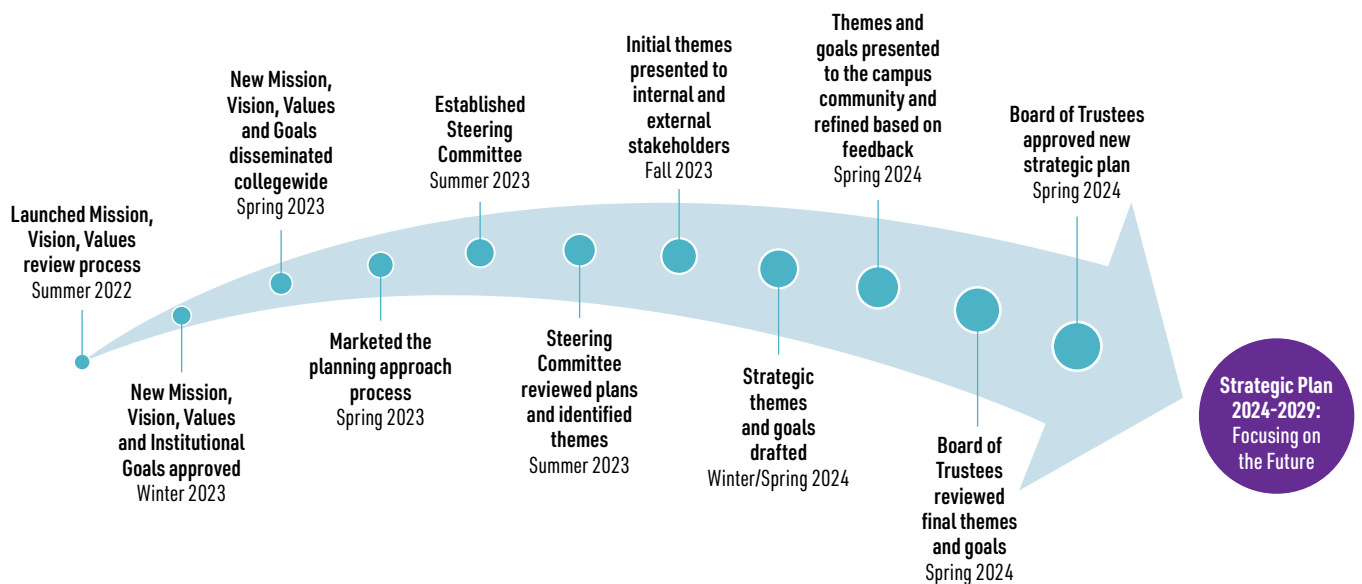 Launched Mission,
Vision, Values
review process
Summer 2022
New Mission,
Vision, Values
and Institutional
Goals approved
Winter 2023
New Mission,
Vision, Values
and Goals
disseminated
collegewide
Spring 2023
Marketed the
planning approach
process
Spring 2023
Established
Steering
Committee
Summer 2023
Steering
Committee
reviewed plans
and identified
themes
Summer 2023
Initial themes
presented to
internal and
external
stakeholders
Fall 2023
Strategic
themes
and goals
drafted
Winter/Spring 2024
Themes and
goals presented
to the campus
community and
refined based on
feedback
Spring 2024
Board of
Trustees
reviewed
final themes
and goals
Spring 2024
Board of Trustees
approved new
strategic plan
Spring 2024
Strategic Plan
2024-2029:
Focusing on
the Future